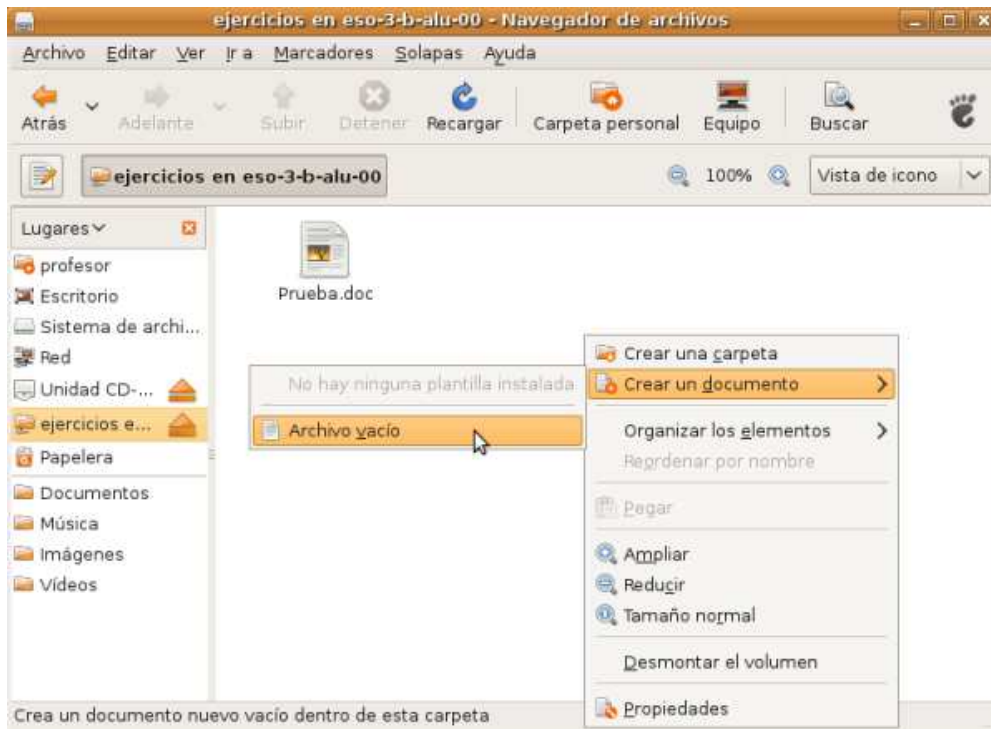 ejercicios en eso-3-b-alu-00 - Navegador de archivos
Archivo Editar Ver Ir a Marcadores Solapas Ayuda
Atrás Adelante Subir Detener Recargar Carpeta personal Equipo Buscar
ejercicios en eso-3-b-alu-00 100% Vista de icono
Lugares
profesor
Escritorio
Sistema de archi...
Red
Unidad CD-...
ejercicios e...
Papelera
Documentos
Música
Imágenes
Vídeos
Prueba.doc
Crear una carpeta
Crear un documento
Organizar los elementos
Reordenar por nombre
Pegar
Ampliar
Reducir
Tamaño normal
Desmontar el volumen
Propiedades
No hay ninguna plantilla instalada
Archivo vacío
Crea un documento nuevo vacío dentro de esta carpeta